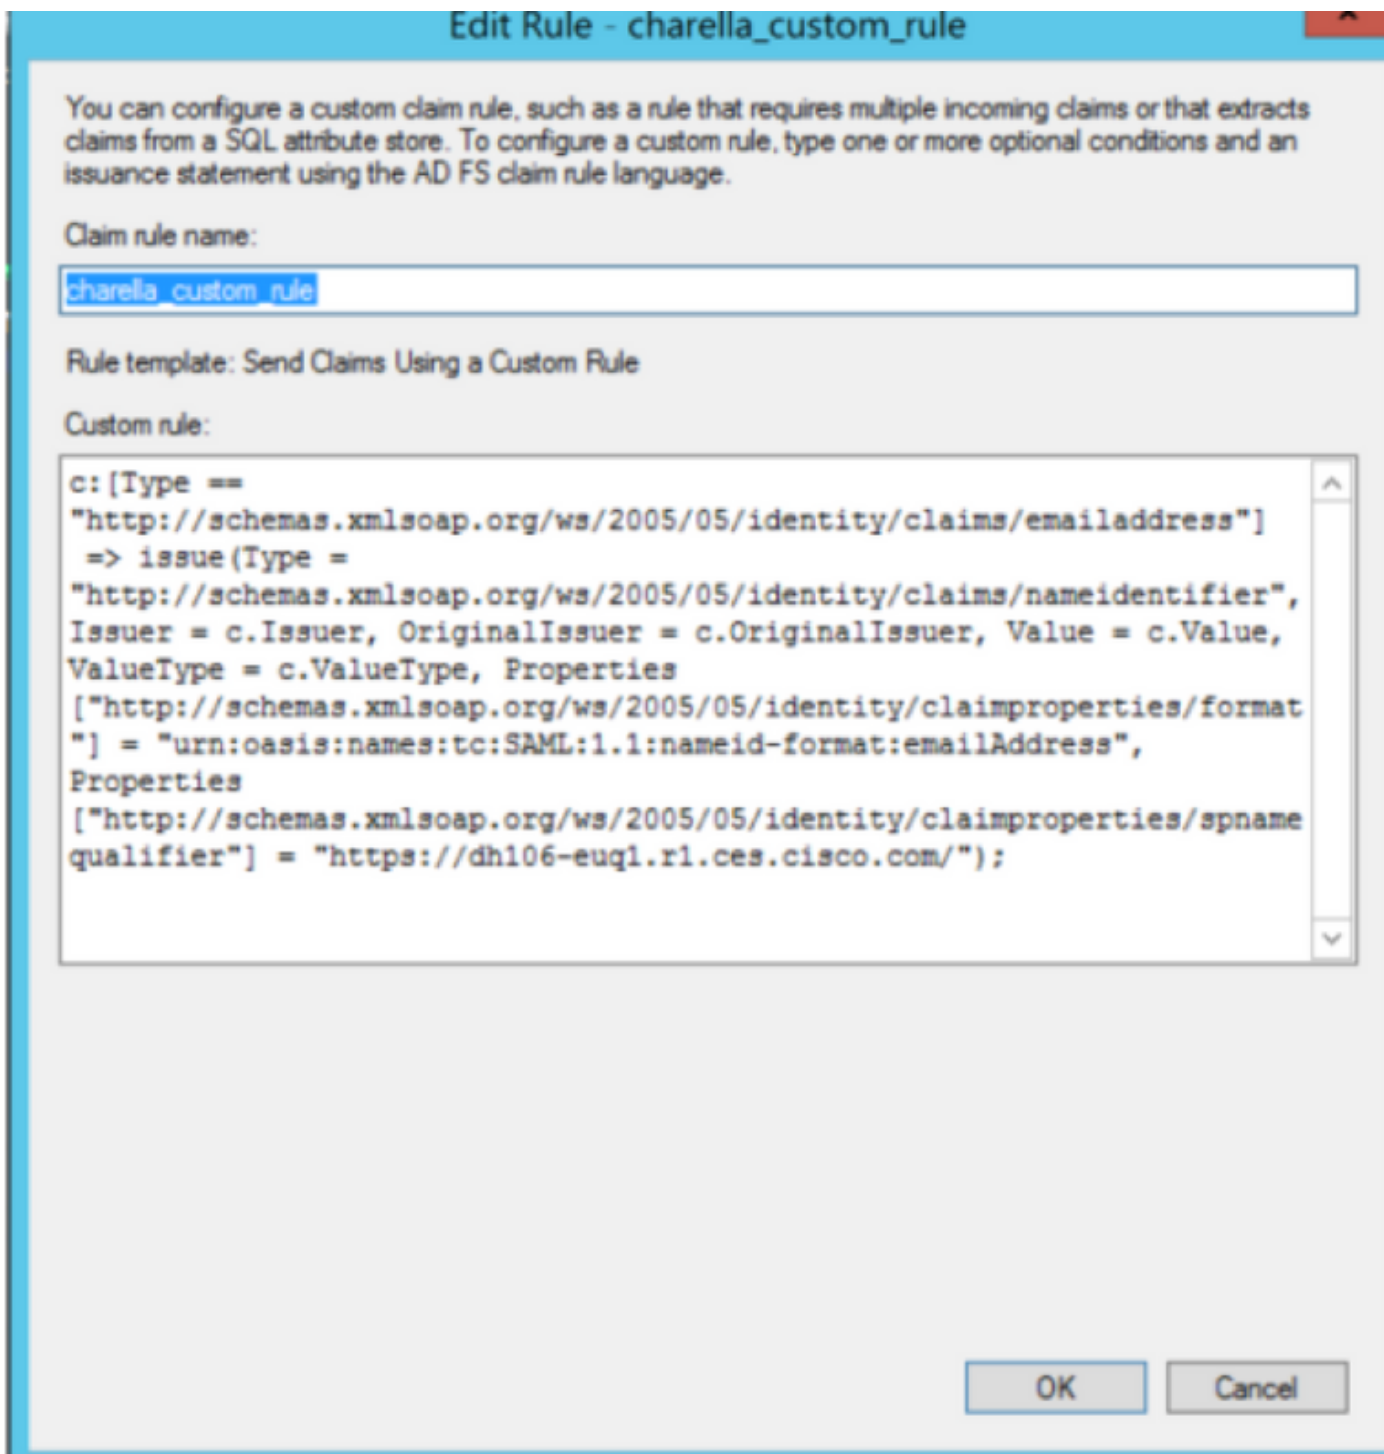 Edit Rule - charella_custom_rule
You can configure a custom claim rule, such as a rule that requires multiple incoming claims or that extracts
claims from a SQL attribute store. To configure a custom rule, type one or more optional conditions and an
issuance statement using the AD FS claim rule language.
Claim rule name:
charella_custom_rule
Rule template: Send Claims Using a Custom Rule
Custom rule:
c:[Type ==
"http://schemas.xmlsoap.org/ws/2005/05/identity/claims/emailaddress"]
 => issue(Type =
"http://schemas.xmlsoap.org/ws/2005/05/identity/claims/nameidentifier",
Issuer = c.Issuer, OriginalIssuer = c.OriginalIssuer, Value = c.Value,
ValueType = c.ValueType, Properties
["http://schemas.xmlsoap.org/ws/2005/05/identity/claimproperties/format
"] = "urn:oasis:names:tc:SAML:1.1:nameid-format:emailAddress",
Properties
["http://schemas.xmlsoap.org/ws/2005/05/identity/claimproperties/spname
qualifier"] = "https://dh106-euq1.r1.ces.cisco.com/");
OK
Cancel